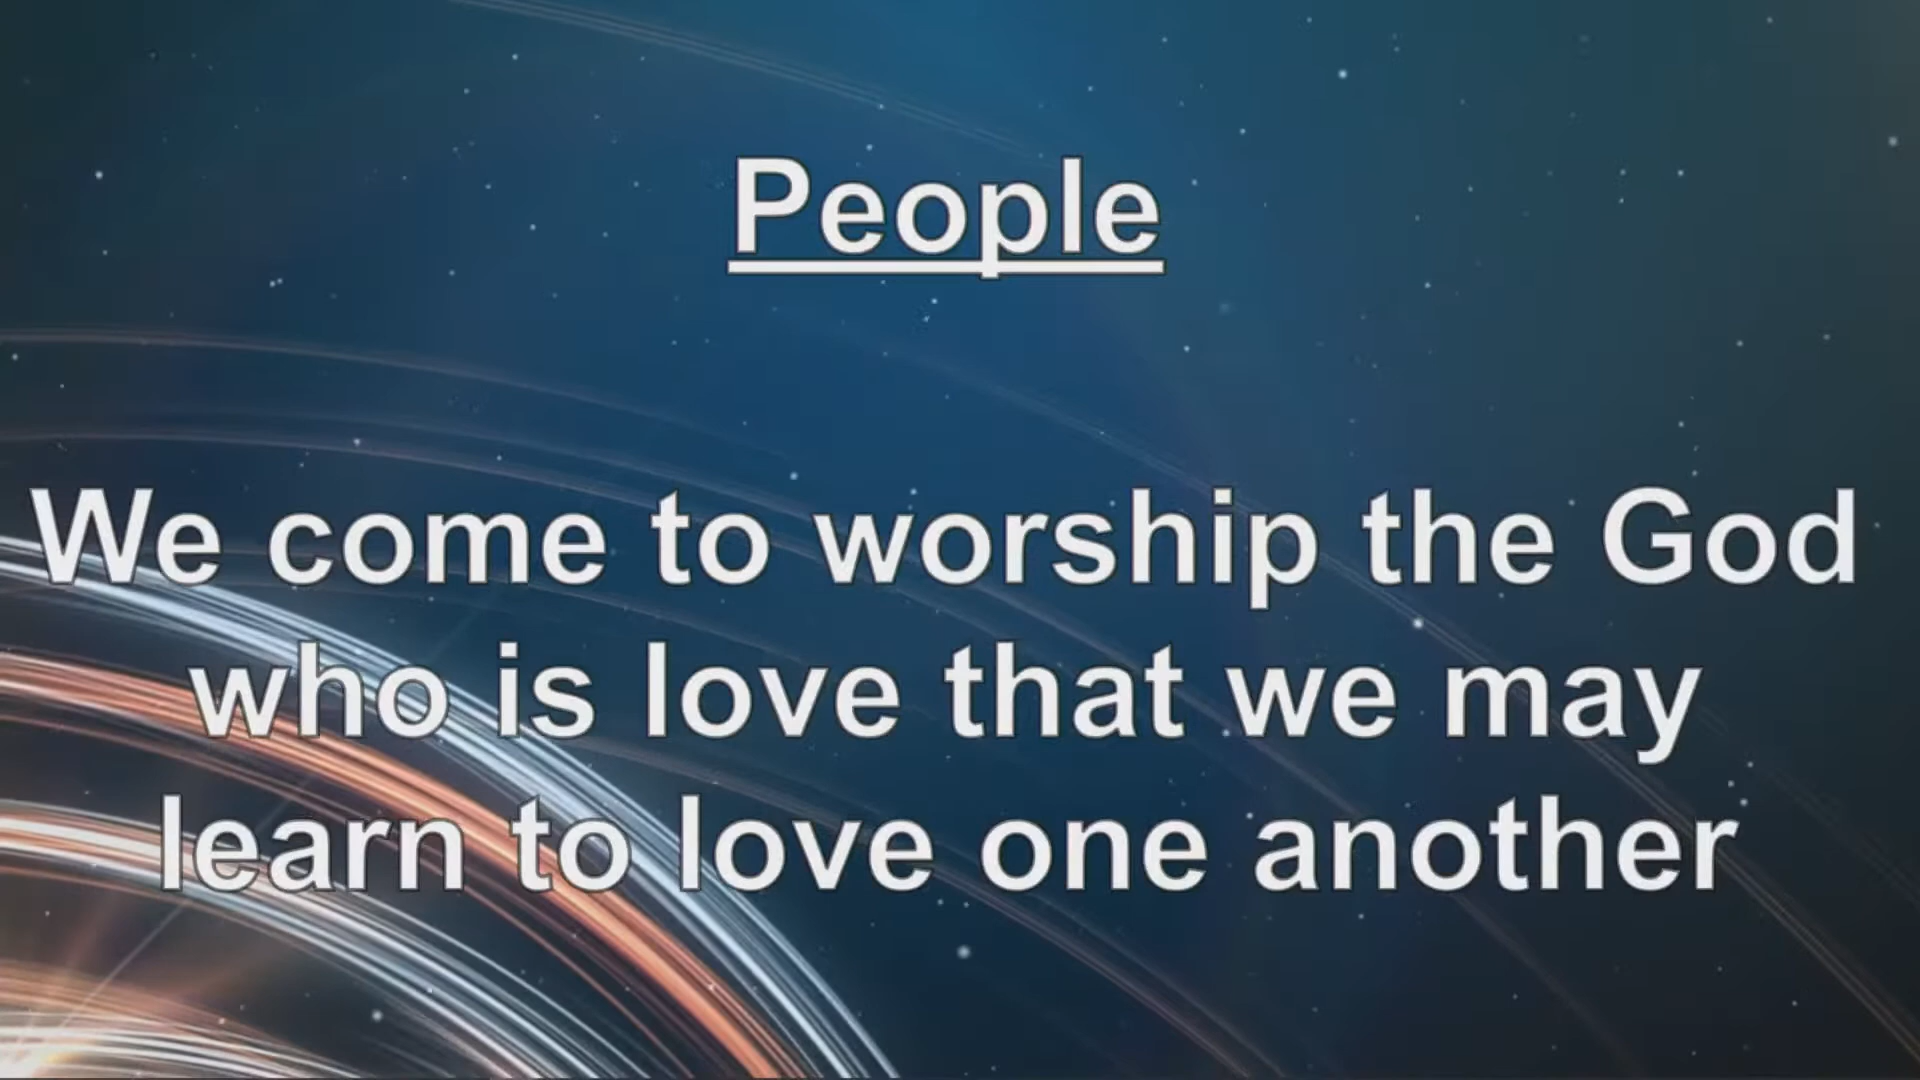 People
We come to worship the God
who is love that we may
learn to love one another